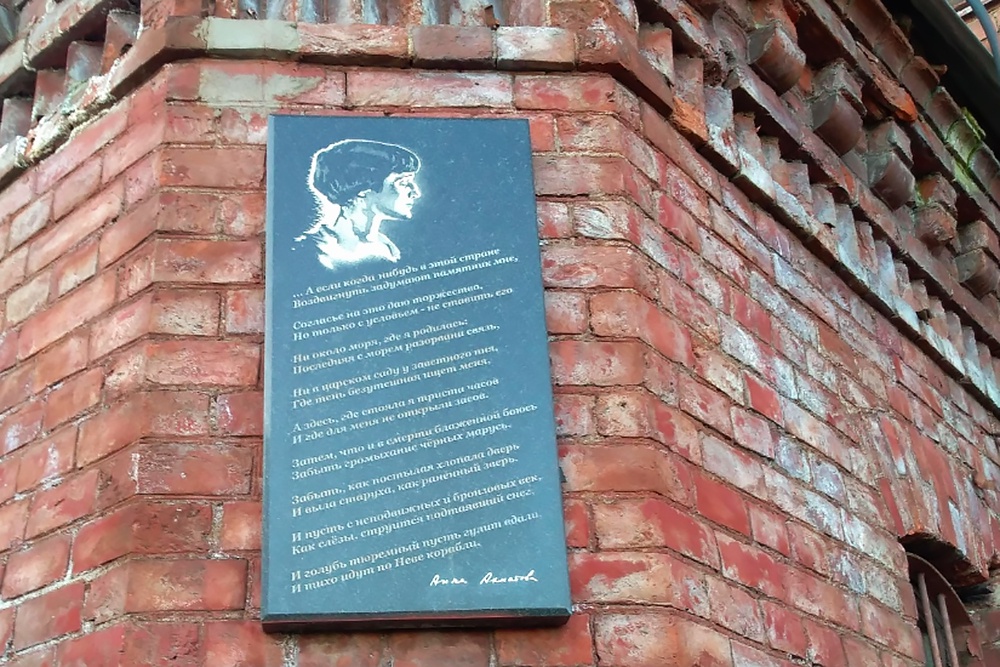 ... А если когда нибудь в этой стране
Воздвигнуть задумают памятник мне,
Согласье на это даю торжество,
Но только с условьем - не ставить его
Ни около моря, где я родилась:
Последняя с морем разорвана связь,
Ни в царском саду у заветного пня,
Где тень безутешная ищет меня,
А здесь, где стояла я триста часов
И где для меня не открыли засов.
Затем, что и в смерти блаженной боюсь
Забыть громыхание чёрных марусь.
Забыть, как постылая хлопала дверь
И выла старуха, как раненный зверь.
И пусть с неподвижных и бронзовых век,
Как слёзы, струится подтаявший снег.
И голубь тюремный пусть гулит вдали.
И тихо идут по Неве корабли.
Анна Ахматова